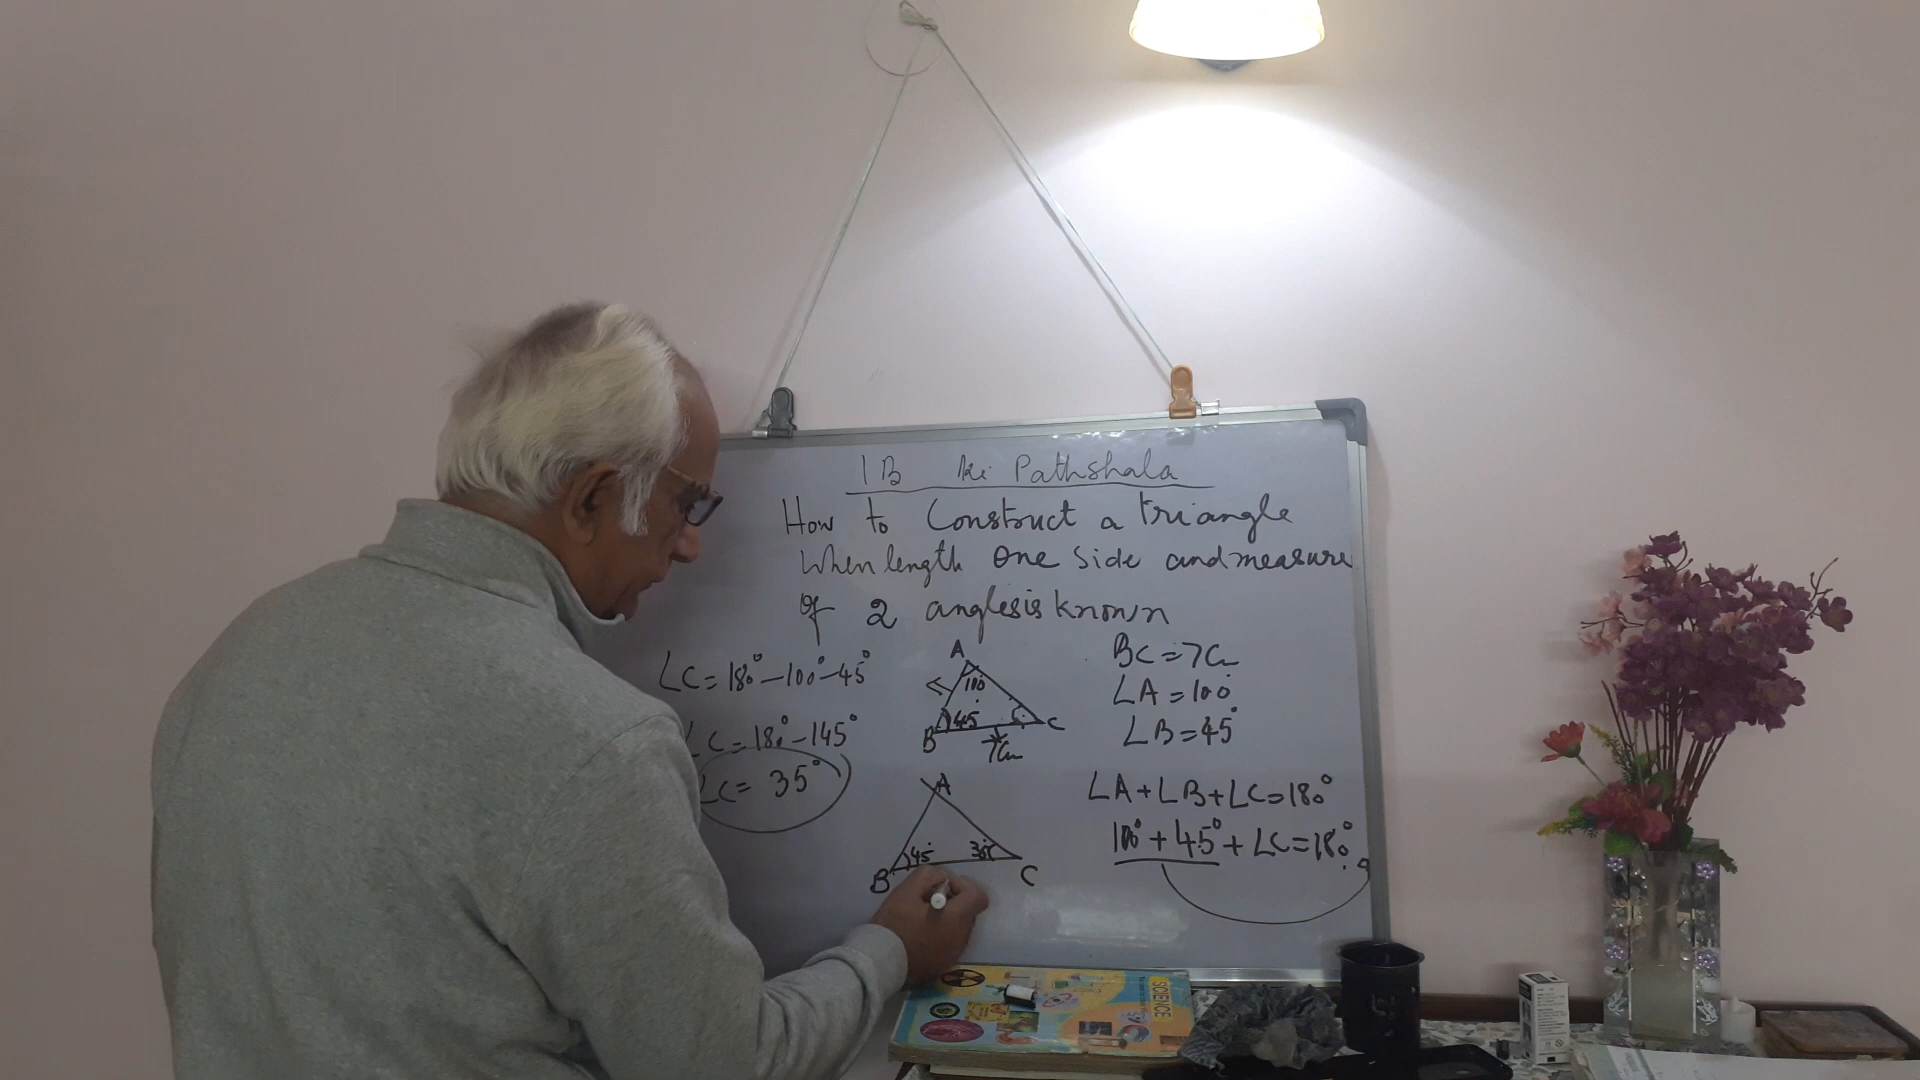 IB ki Pathshala
How to Construct a triangle
When length one side and measure
of 2 angles is known
∠C = 180° - 100° - 45°
∠C = 180° - 145°
∠C = 35°
A
100°
45°
B
C
7cm
A
45°
B
C
BC = 7cm
∠A = 100°
∠B = 45°
∠A + ∠B + ∠C = 180°
100° + 45° + ∠C = 180°
SCIENCE